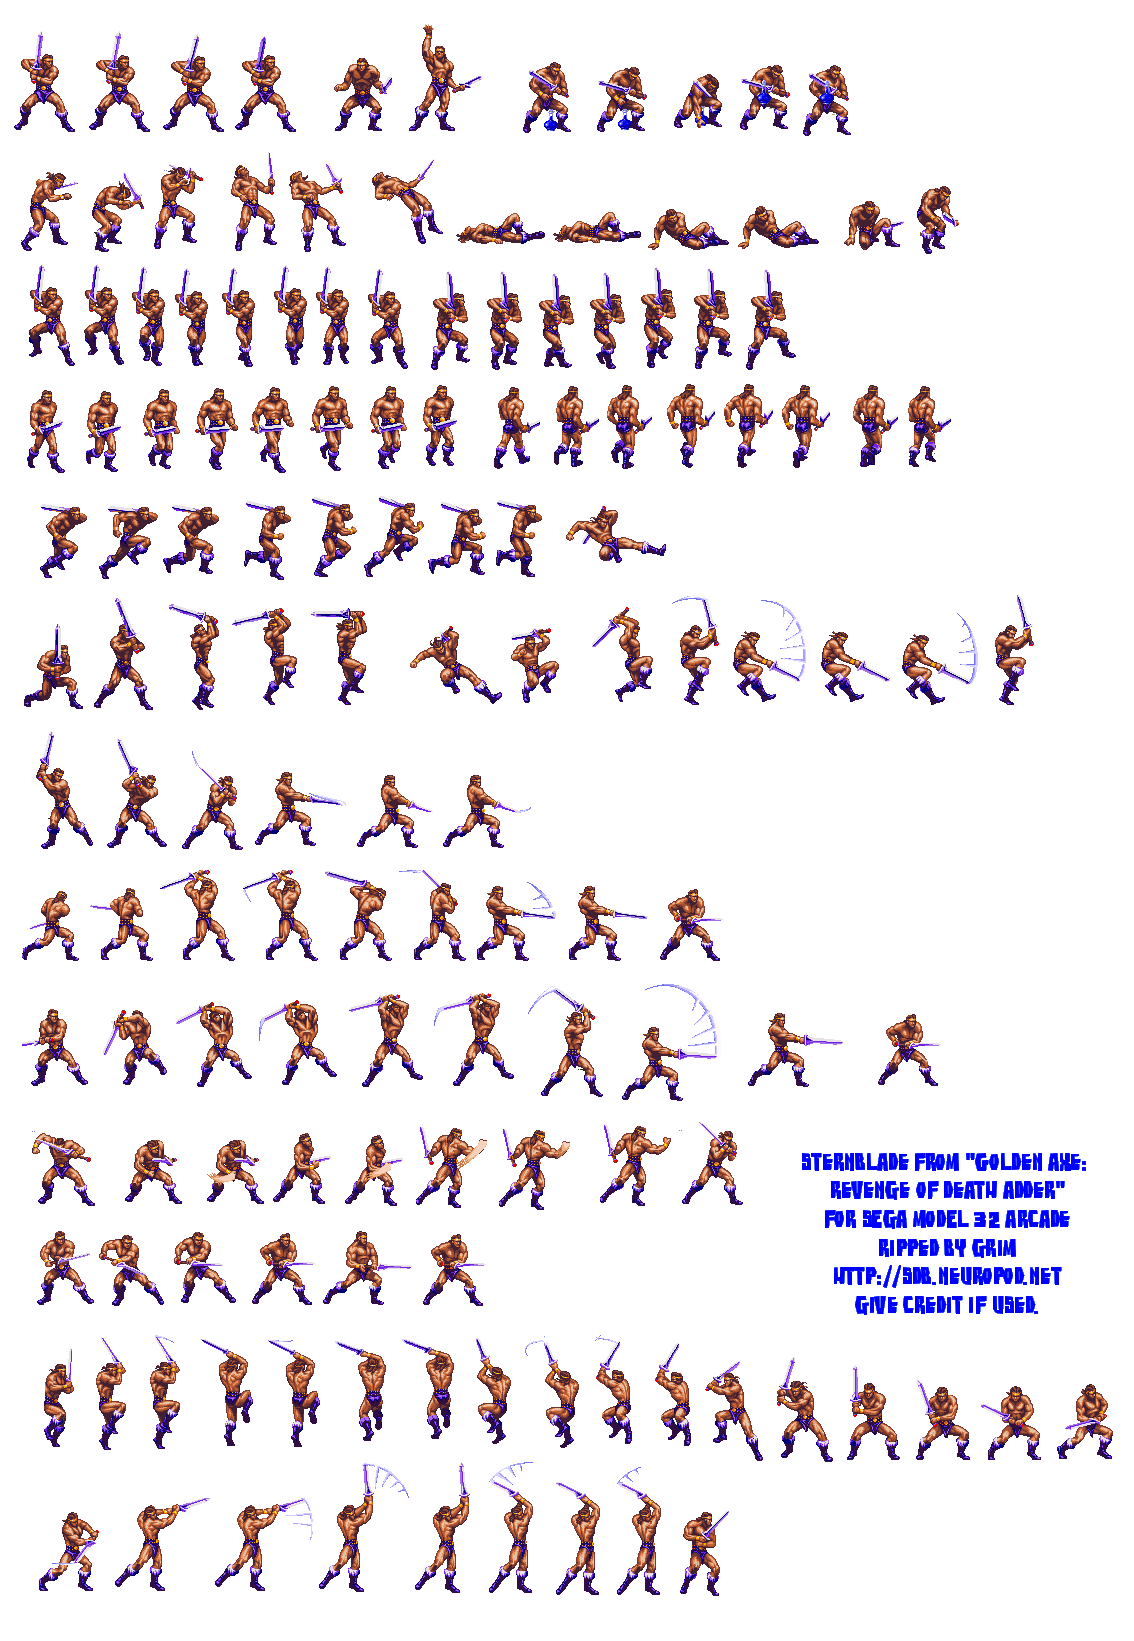 STERNBLADE FROM "GOLDEN AXE:
REVENGE OF DEATH ADDER"
FOR SEGA MODEL 32 ARCADE
RIPPED BY GRIM
HTTP://SDB.NEUROPOD.NET
GIVE CREDIT IF USED.